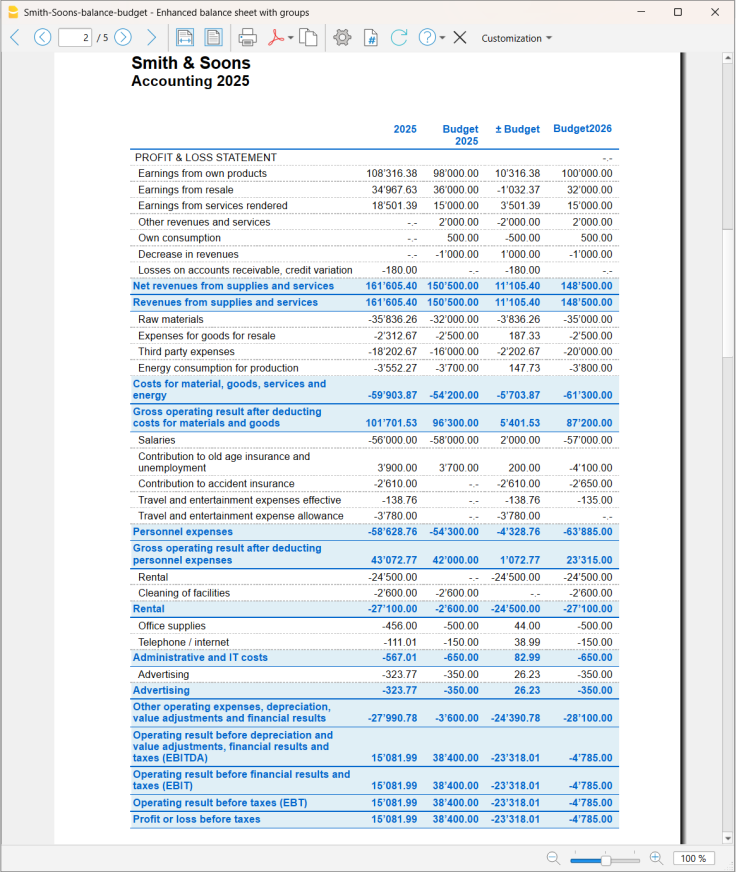 Smith-Soons-balance-budget - Enhanced balance sheet with groups
2 / 5 Customization
Smith & Soons
Accounting 2025
2025 Budget 2025 ± Budget Budget2026
PROFIT & LOSS STATEMENT -.-
Earnings from own products 108'316.38 98'000.00 10'316.38 100'000.00
Earnings from resale 34'967.63 36'000.00 -1'032.37 32'000.00
Earnings from services rendered 18'501.39 15'000.00 3'501.39 15'000.00
Other revenues and services -.- 2'000.00 -2'000.00 2'000.00
Own consumption -.- 500.00 -500.00 500.00
Decrease in revenues -.- -1'000.00 1'000.00 -1'000.00
Losses on accounts receivable, credit variation -180.00 -.- -180.00 -.-
Net revenues from supplies and services 161'605.40 150'500.00 11'105.40 148'500.00
Revenues from supplies and services 161'605.40 150'500.00 11'105.40 148'500.00
Raw materials -35'836.26 -32'000.00 -3'836.26 -35'000.00
Expenses for goods for resale -2'312.67 -2'500.00 187.33 -2'500.00
Third party expenses -18'202.67 -16'000.00 -2'202.67 -20'000.00
Energy consumption for production -3'552.27 -3'700.00 147.73 -3'800.00
Costs for material, goods, services and
energy -59'903.87 -54'200.00 -5'703.87 -61'300.00
Gross operating result after deducting
costs for materials and goods 101'701.53 96'300.00 5'401.53 87'200.00
Salaries -56'000.00 -58'000.00 2'000.00 -57'000.00
Contribution to old age insurance and
unemployment 3'900.00 3'700.00 200.00 -4'100.00
Contribution to accident insurance -2'610.00 -.- -2'610.00 -2'650.00
Travel and entertainment expenses effective -138.76 -.- -138.76 -135.00
Travel and entertainment expense allowance -3'780.00 -.- -3'780.00 -.-
Personnel expenses -58'628.76 -54'300.00 -4'328.76 -63'885.00
Gross operating result after deducting
personnel expenses 43'072.77 42'000.00 1'072.77 23'315.00
Rental -24'500.00 -.- -24'500.00 -24'500.00
Cleaning of facilities -2'600.00 -2'600.00 -.- -2'600.00
Rental -27'100.00 -2'600.00 -24'500.00 -27'100.00
Office supplies -456.00 -500.00 44.00 -500.00
Telephone / internet -111.01 -150.00 38.99 -150.00
Administrative and IT costs -567.01 -650.00 82.99 -650.00
Advertising -323.77 -350.00 26.23 -350.00
Advertising -323.77 -350.00 26.23 -350.00
Other operating expenses, depreciation,
value adjustments and financial results -27'990.78 -3'600.00 -24'390.78 -28'100.00
Operating result before depreciation and
value adjustments, financial results and
taxes (EBITDA) 15'081.99 38'400.00 -23'318.01 -4'785.00
Operating result before financial results and
taxes (EBIT) 15'081.99 38'400.00 -23'318.01 -4'785.00
Operating result before taxes (EBT) 15'081.99 38'400.00 -23'318.01 -4'785.00
Profit or loss before taxes 15'081.99 38'400.00 -23'318.01 -4'785.00
100 %